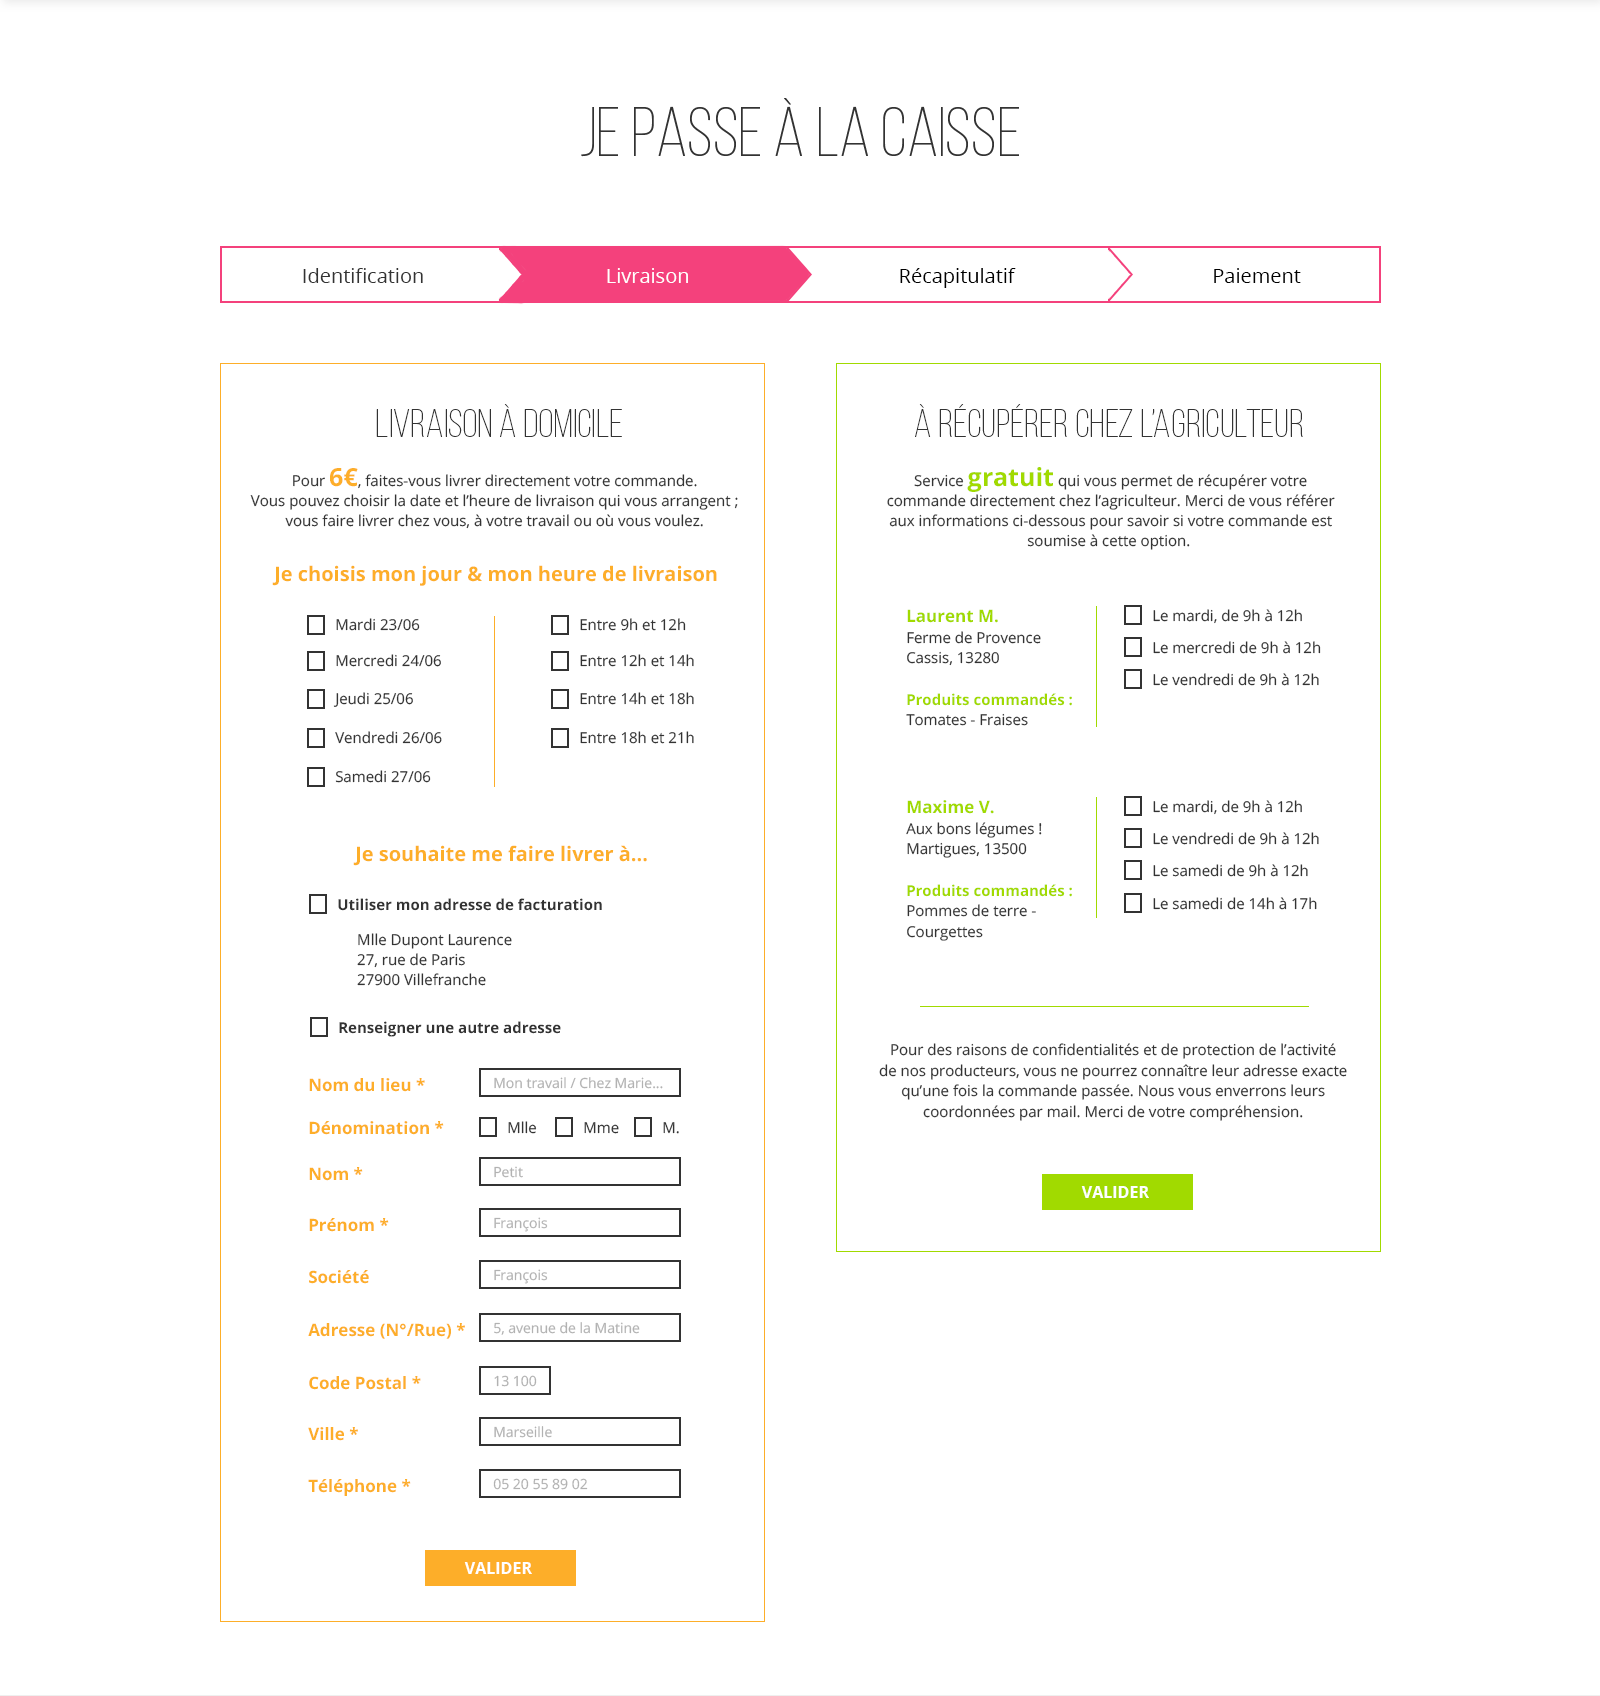 JE PASSE À LA CAISSE
Identification
Livraison
Récapitulatif
Paiement
LIVRAISON À DOMICILE
Pour 6€, faites-vous livrer directement votre commande.
Vous pouvez choisir la date et l'heure de livraison qui vous arrangent ;
vous faire livrer chez vous, à votre travail ou où vous voulez.
Je choisis mon jour & mon heure de livraison
Mardi 23/06
Mercredi 24/06
Jeudi 25/06
Vendredi 26/06
Samedi 27/06
Entre 9h et 12h
Entre 12h et 14h
Entre 14h et 18h
Entre 18h et 21h
Je souhaite me faire livrer à...
Utiliser mon adresse de facturation
Mlle Dupont Laurence
27, rue de Paris
27900 Villefranche
Renseigner une autre adresse
Nom du lieu *
Mon travail / Chez Marie...
Dénomination *
Mlle
Mme
M.
Nom *
Petit
Prénom *
François
Société
François
Adresse (N°/Rue) *
5, avenue de la Matine
Code Postal *
13 100
Ville *
Marseille
Téléphone *
05 20 55 89 02
VALIDER
À RÉCUPÉRER CHEZ L'AGRICULTEUR
Service gratuit qui vous permet de récupérer votre
commande directement chez l'agriculteur. Merci de vous référer
aux informations ci-dessous pour savoir si votre commande est
soumise à cette option.
Laurent M.
Ferme de Provence
Cassis, 13280
Produits commandés :
Tomates - Fraises
Le mardi, de 9h à 12h
Le mercredi de 9h à 12h
Le vendredi de 9h à 12h
Maxime V.
Aux bons légumes !
Martigues, 13500
Produits commandés :
Pommes de terre -
Courgettes
Le mardi, de 9h à 12h
Le vendredi de 9h à 12h
Le samedi de 9h à 12h
Le samedi de 14h à 17h
Pour des raisons de confidentialités et de protection de l'activité
de nos producteurs, vous ne pourrez connaître leur adresse exacte
qu'une fois la commande passée. Nous vous enverrons leurs
coordonnées par mail. Merci de votre compréhension.
VALIDER